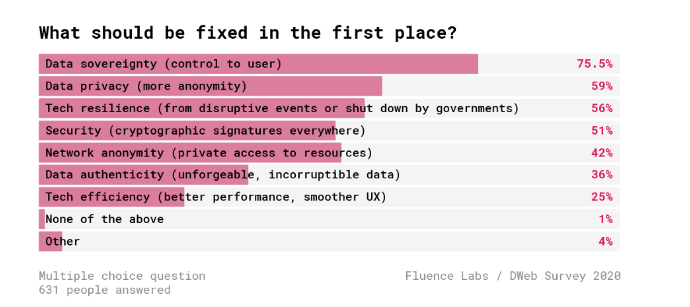 What should be fixed in the first place?
Data sovereignty (control to user) 75.5%
Data privacy (more anonymity) 59%
Tech resilience (from disruptive events or shut down by governments) 56%
Security (cryptographic signatures everywhere) 51%
Network anonymity (private access to resources) 42%
Data authenticity (unforgeable, incorruptible data) 36%
Tech efficiency (better performance, smoother UX) 25%
None of the above 1%
Other 4%
Multiple choice question Fluence Labs / DWeb Survey 2020
631 people answered